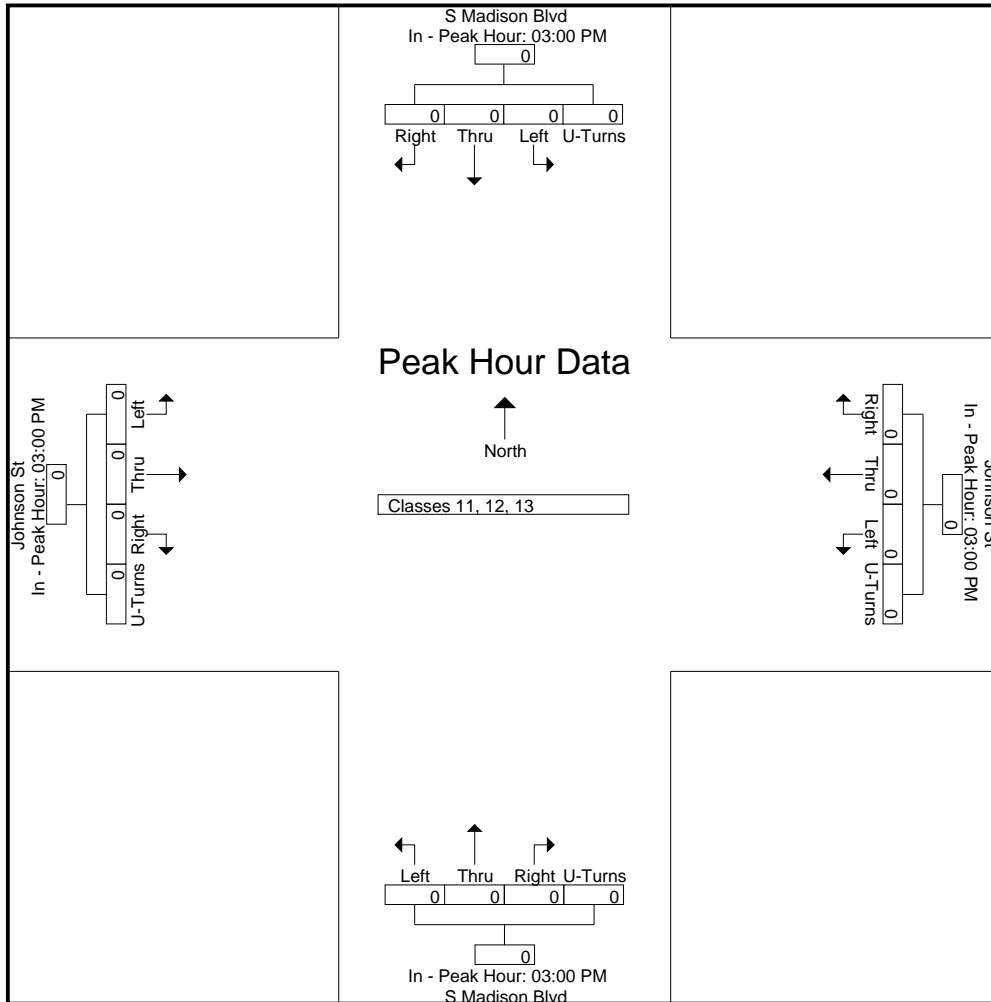 S Madison Blvd
In - Peak Hour: 03:00 PM
0
0 0 0 0
Right Thru Left U-Turns
Peak Hour Data
North
Classes 11, 12, 13
Johnson St
In - Peak Hour: 03:00 PM
0
0 0 0 0
Left Thru Right U-Turns
Johnson St
In - Peak Hour: 03:00 PM
0
0 0 0 0
Right Thru Left U-Turns
Left Thru Right U-Turns
0 0 0 0
0
In - Peak Hour: 03:00 PM
S Madison Blvd